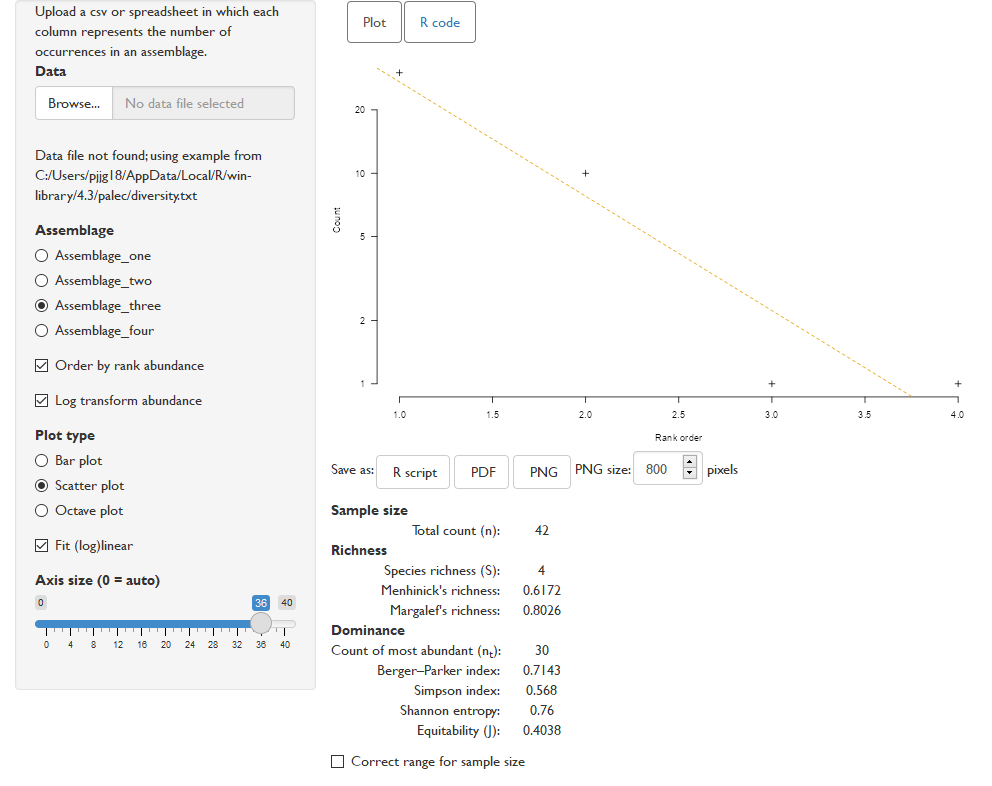 Upload a csv or spreadsheet in which each
column represents the number of
occurrences in an assemblage.
Data
Browse... No data file selected
Data file not found; using example from
C:/Users/pjjg18/AppData/Local/R/win-
library/4.3/palec/diversity.txt
Assemblage
Assemblage_one
Assemblage_two
Assemblage_three
Assemblage_four
Order by rank abundance
Log transform abundance
Plot type
Bar plot
Scatter plot
Octave plot
Fit (log)linear
Axis size (0 = auto)
0 36 40
0 4 8 12 16 20 24 28 32 36 40
Plot R code
20
10
5
2
1
Count
1.0 1.5 2.0 2.5 3.0 3.5 4.0
Rank order
Save as: R script PDF PNG PNG size: 800 pixels
Sample size
Total count (n): 42
Richness
Species richness (S): 4
Menhinick's richness: 0.6172
Margalef's richness: 0.8026
Dominance
Count of most abundant (nt): 30
Berger–Parker index: 0.7143
Simpson index: 0.568
Shannon entropy: 0.76
Equitability (J): 0.4038
Correct range for sample size